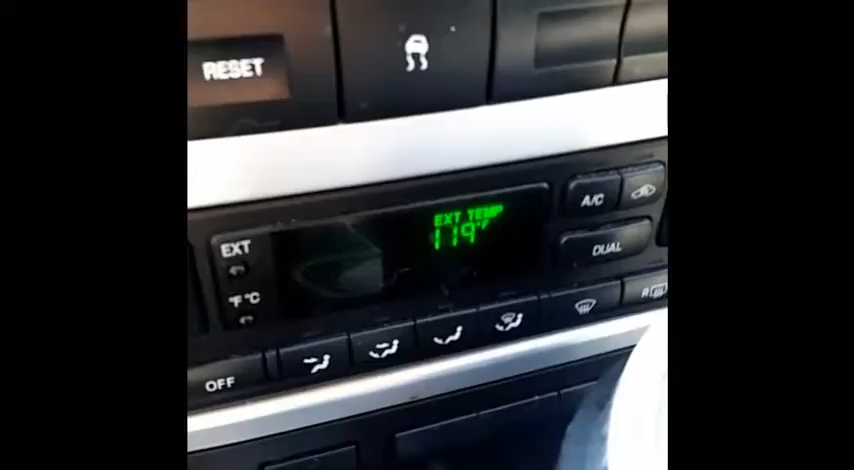 RESET
A/C
EXT TEMP
119°F
EXT
DUAL
°F°C
R
OFF